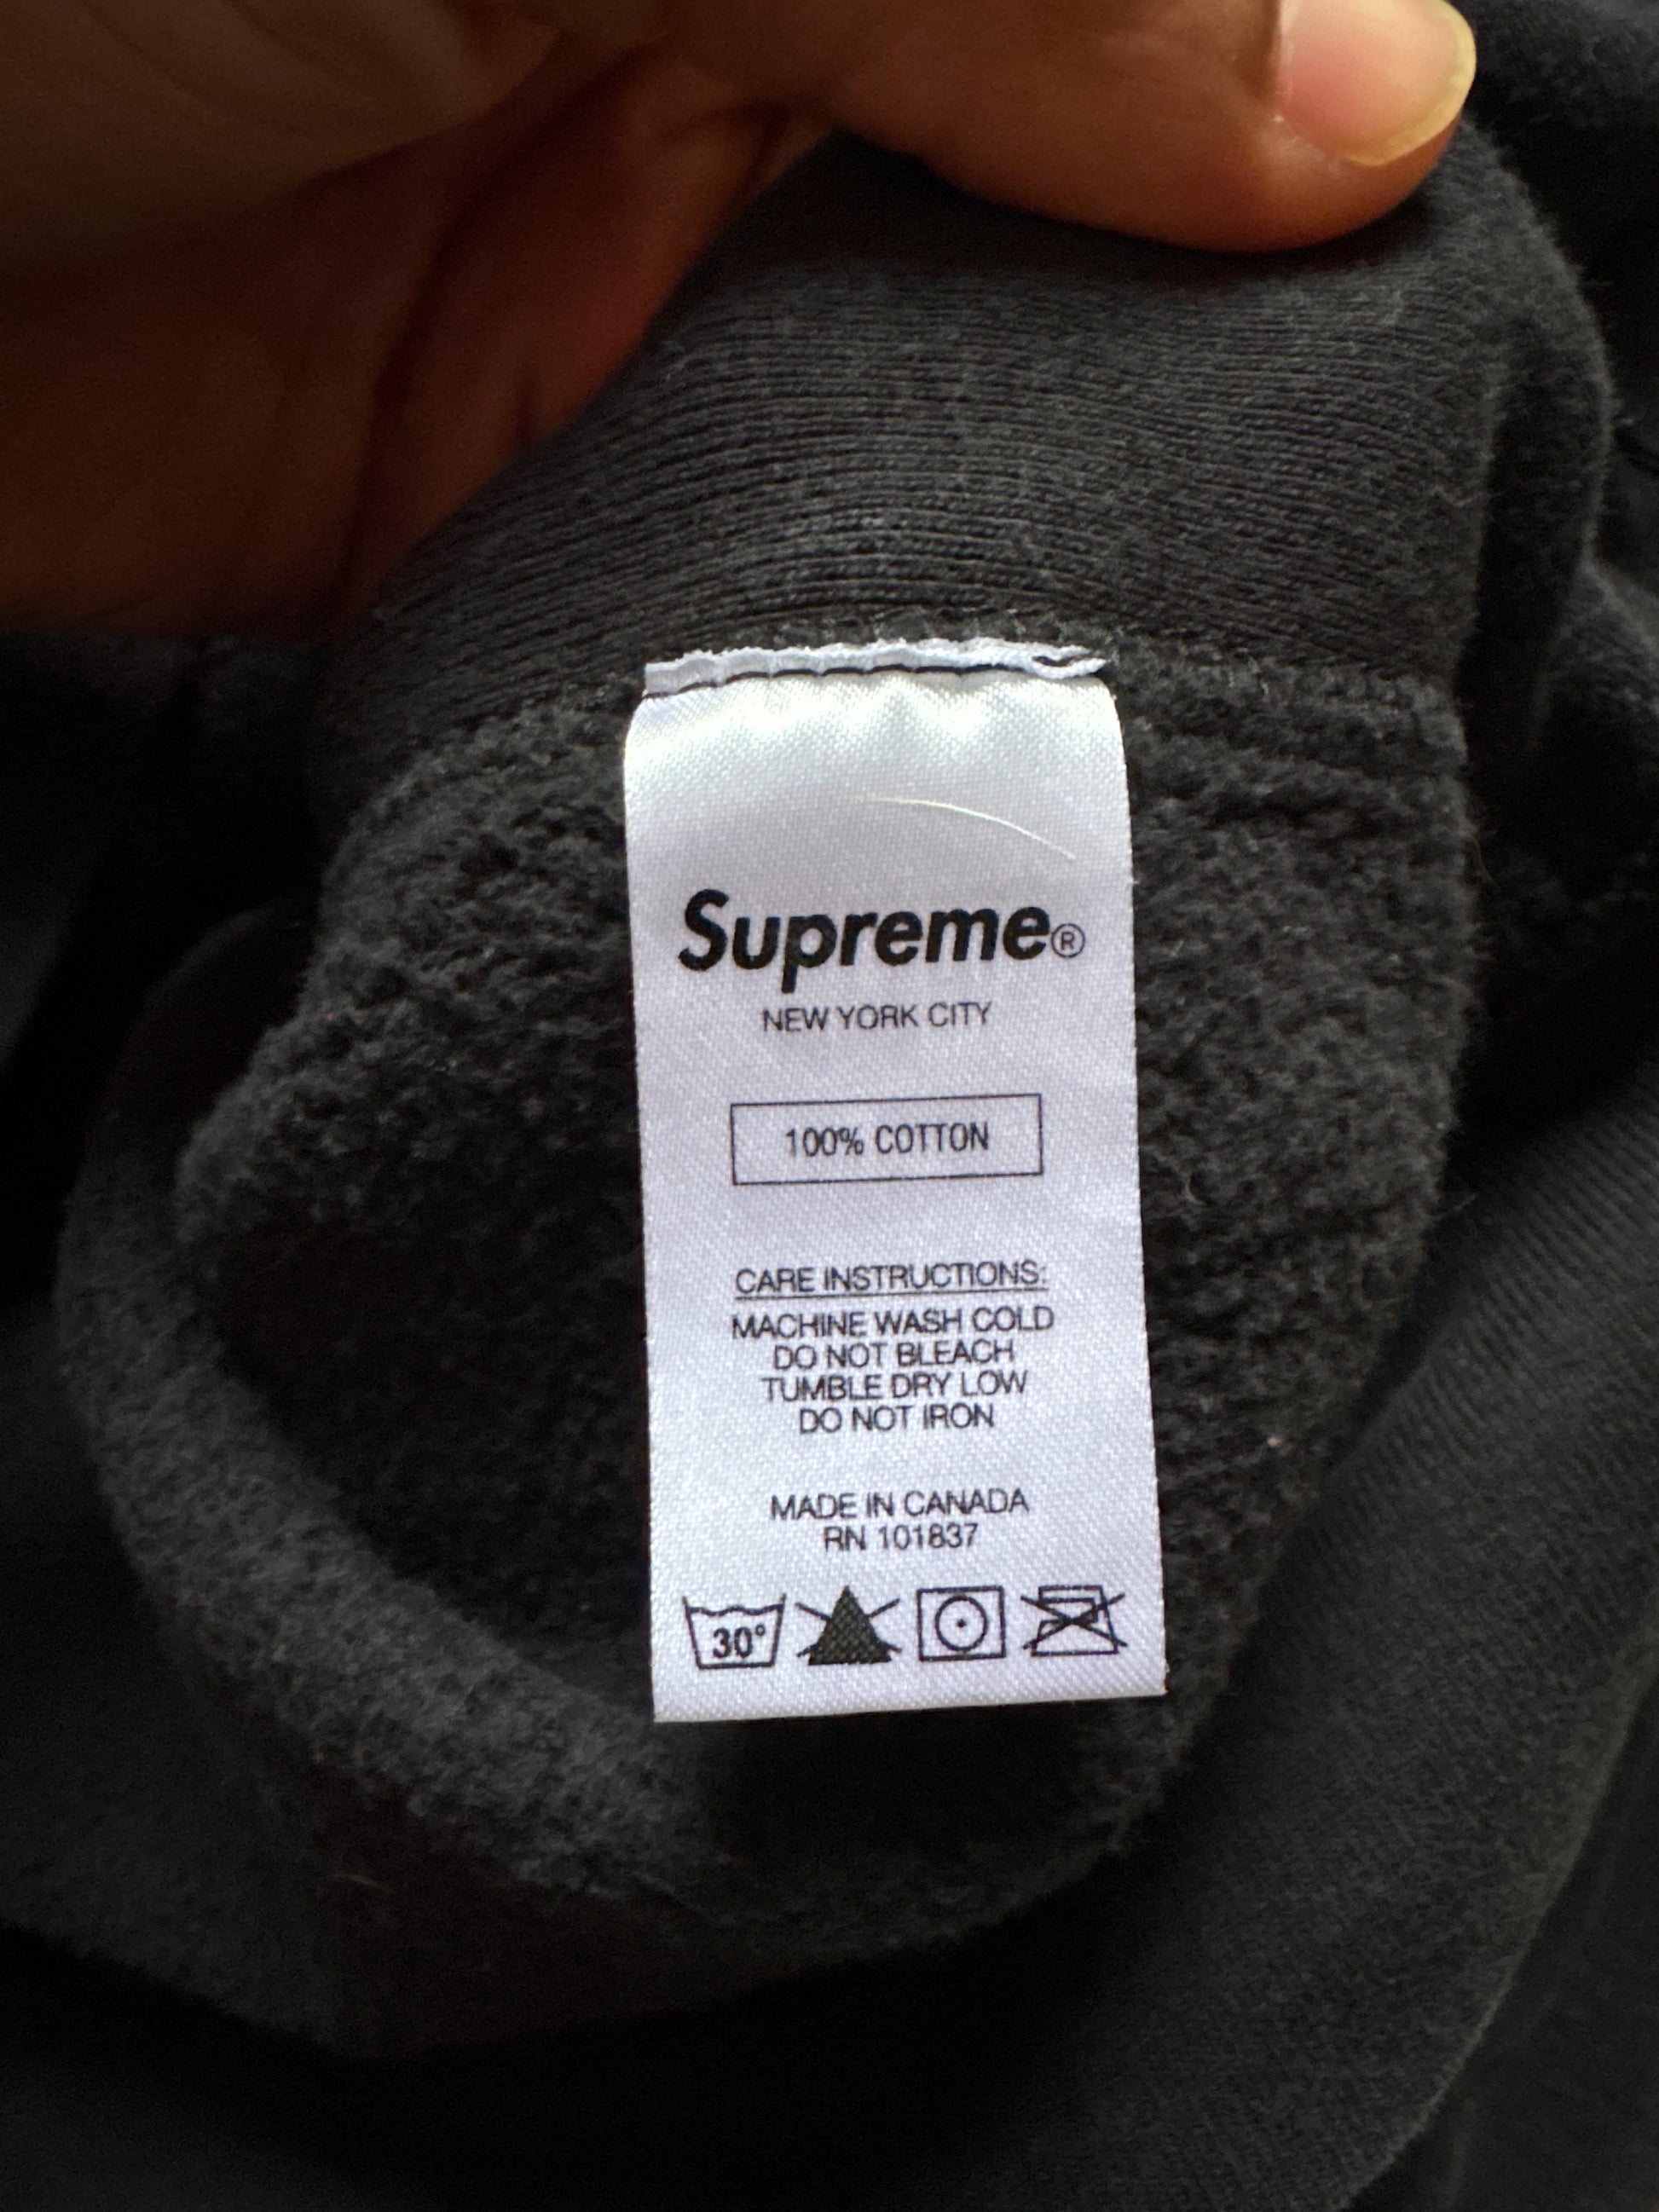 Supreme®
NEW YORK CITY
100% COTTON
CARE INSTRUCTIONS:
MACHINE WASH COLD
DO NOT BLEACH
TUMBLE DRY LOW
DO NOT IRON
MADE IN CANADA
RN 101837
30°